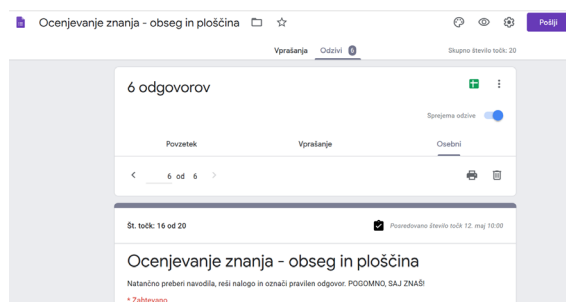 Ocenjevanje znanja - obseg in ploščina
Pošlji
Vprašanja Odzivi 6
Skupno število točk: 20
6 odgovorov
Sprejema odzive
Povzetek Vprašanje Osebni
6 od 6
Št. točk: 16 od 20
Posredovano število točk 12. maj 10:00
Ocenjevanje znanja - obseg in ploščina
Natančno preberi navodila, reši nalogo in označi pravilen odgovor. POGOMNO, SAJ ZNAŠ!
* Zahtevano